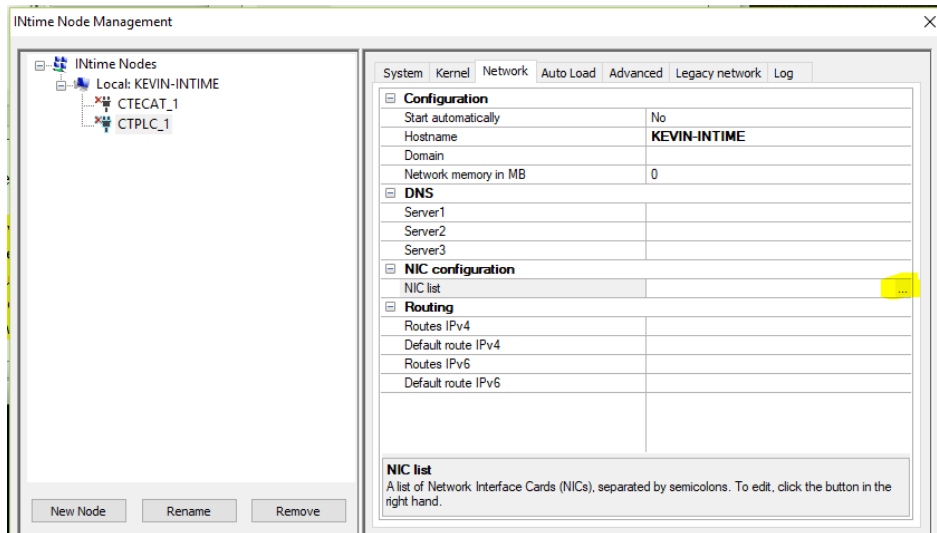 INtime Node Management
INtime Nodes
Local: KEVIN-INTIME
CTECAT_1
CTPLC_1
New Node Rename Remove
System Kernel Network Auto Load Advanced Legacy network Log
Configuration
Start automatically No
Hostname KEVIN-INTIME
Domain
Network memory in MB 0
DNS
Server1
Server2
Server3
NIC configuration
NIC list ...
Routing
Routes IPv4
Default route IPv4
Routes IPv6
Default route IPv6
NIC list
A list of Network Interface Cards (NICs), separated by semicolons. To edit, click the button in the
right hand.